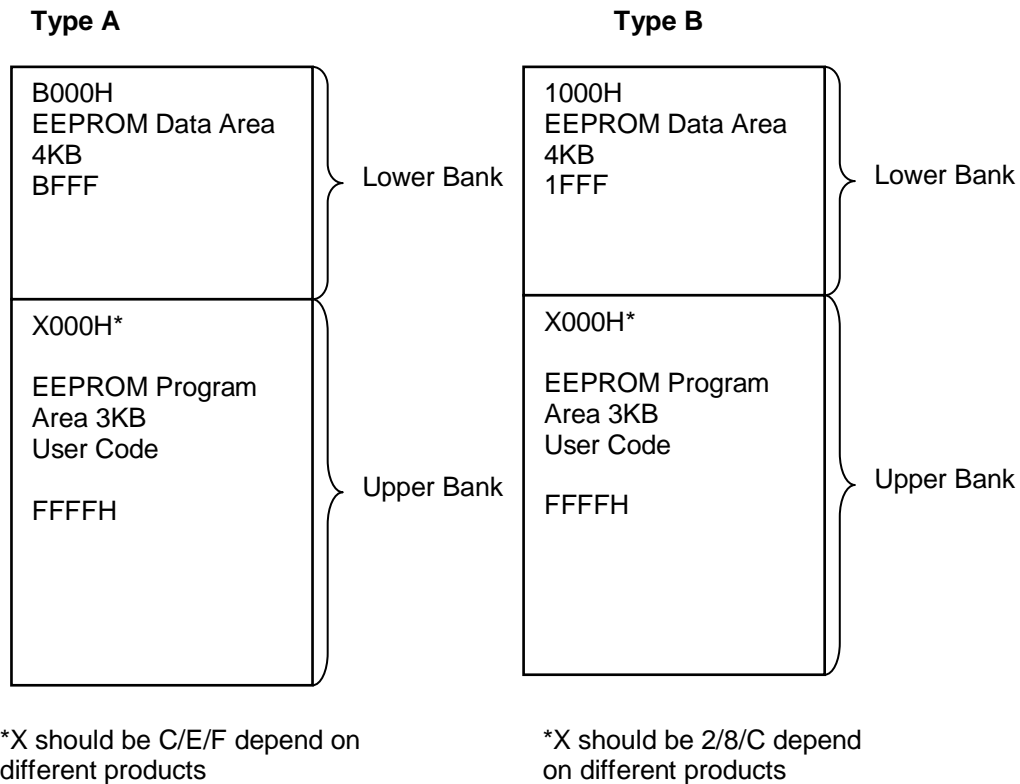 Type A
B000H
EEPROM Data Area
4KB
BFFF
Lower Bank
X000H*
EEPROM Program
Area 3KB
User Code
FFFFH
Upper Bank
*X should be C/E/F depend on
different products
Type B
1000H
EEPROM Data Area
4KB
1FFF
Lower Bank
X000H*
EEPROM Program
Area 3KB
User Code
FFFFH
Upper Bank
*X should be 2/8/C depend
on different products